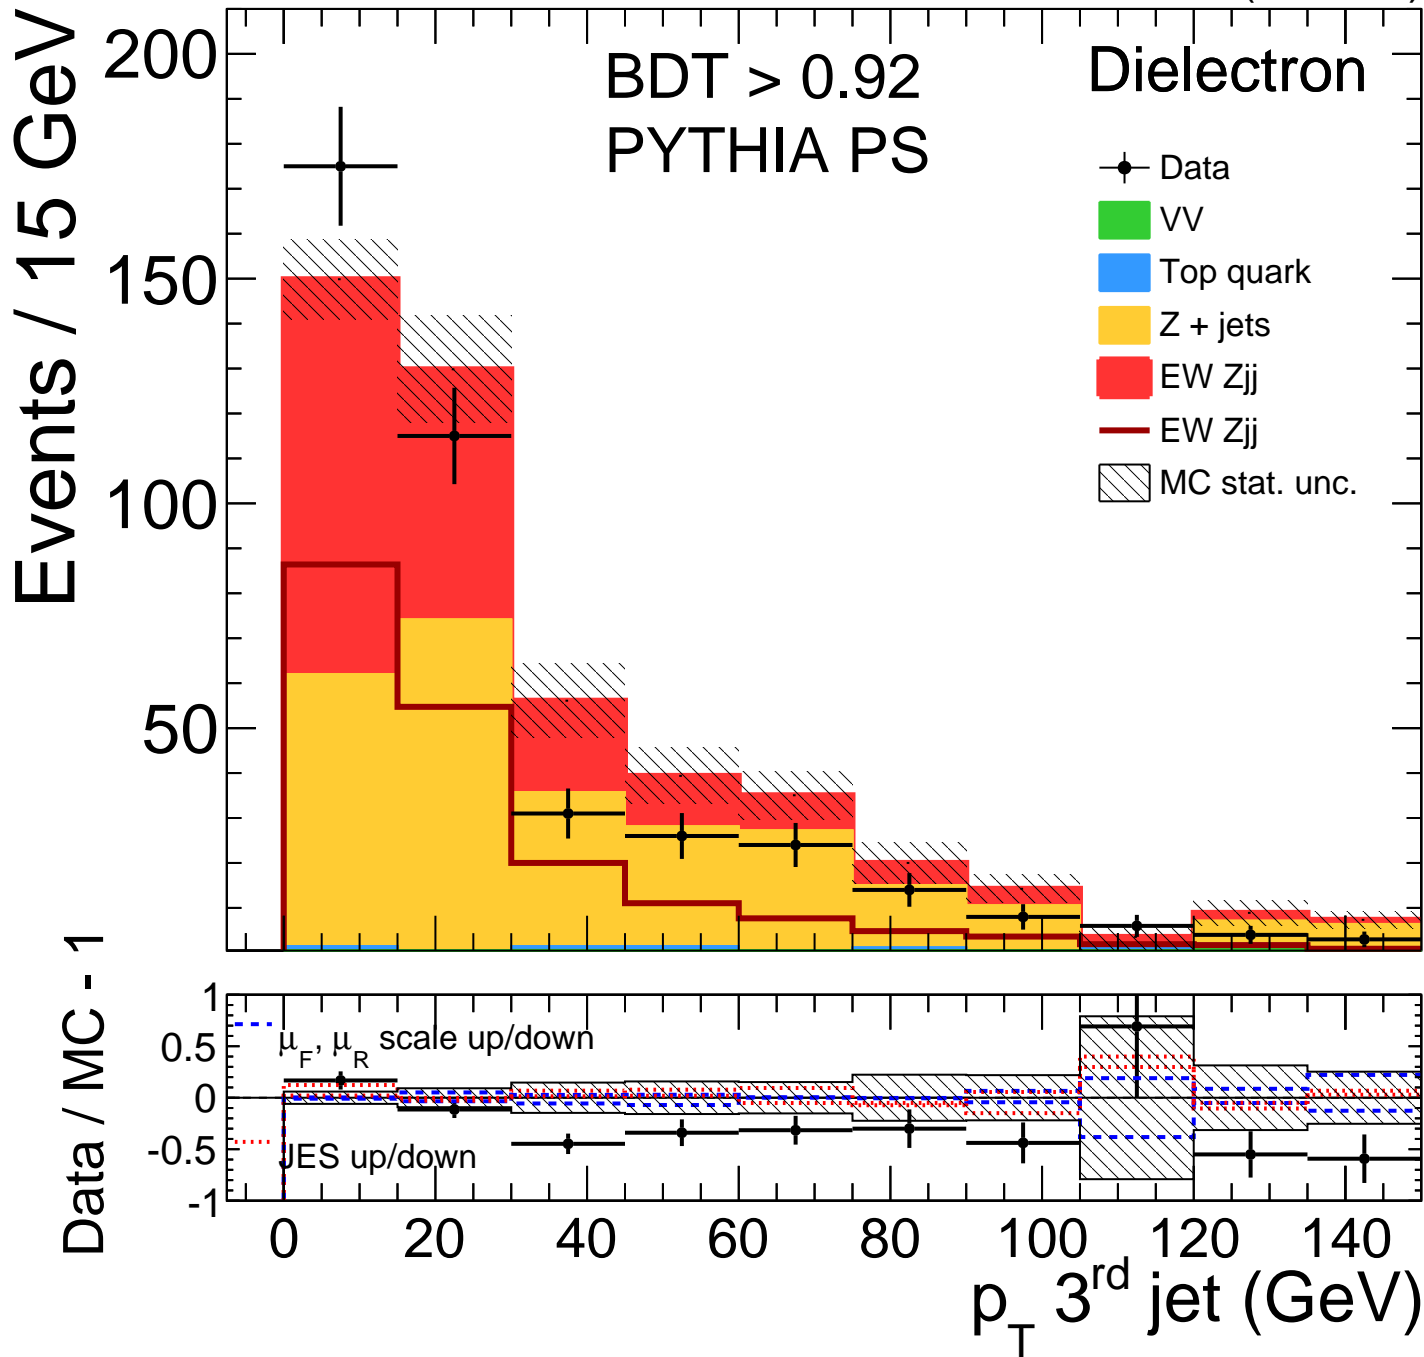 200
150
100
50
Events / 15 GeV
BDT > 0.92
PYTHIA PS
Dielectron
Data
VV
Top quark
Z + jets
EW Zjj
EW Zjj
MC stat. unc.
Data / MC - 1
1
0.5
0
-0.5
-1
μF, μR scale up/down
JES up/down
0 20 40 60 80 100 120 140
pT 3rd jet (GeV)